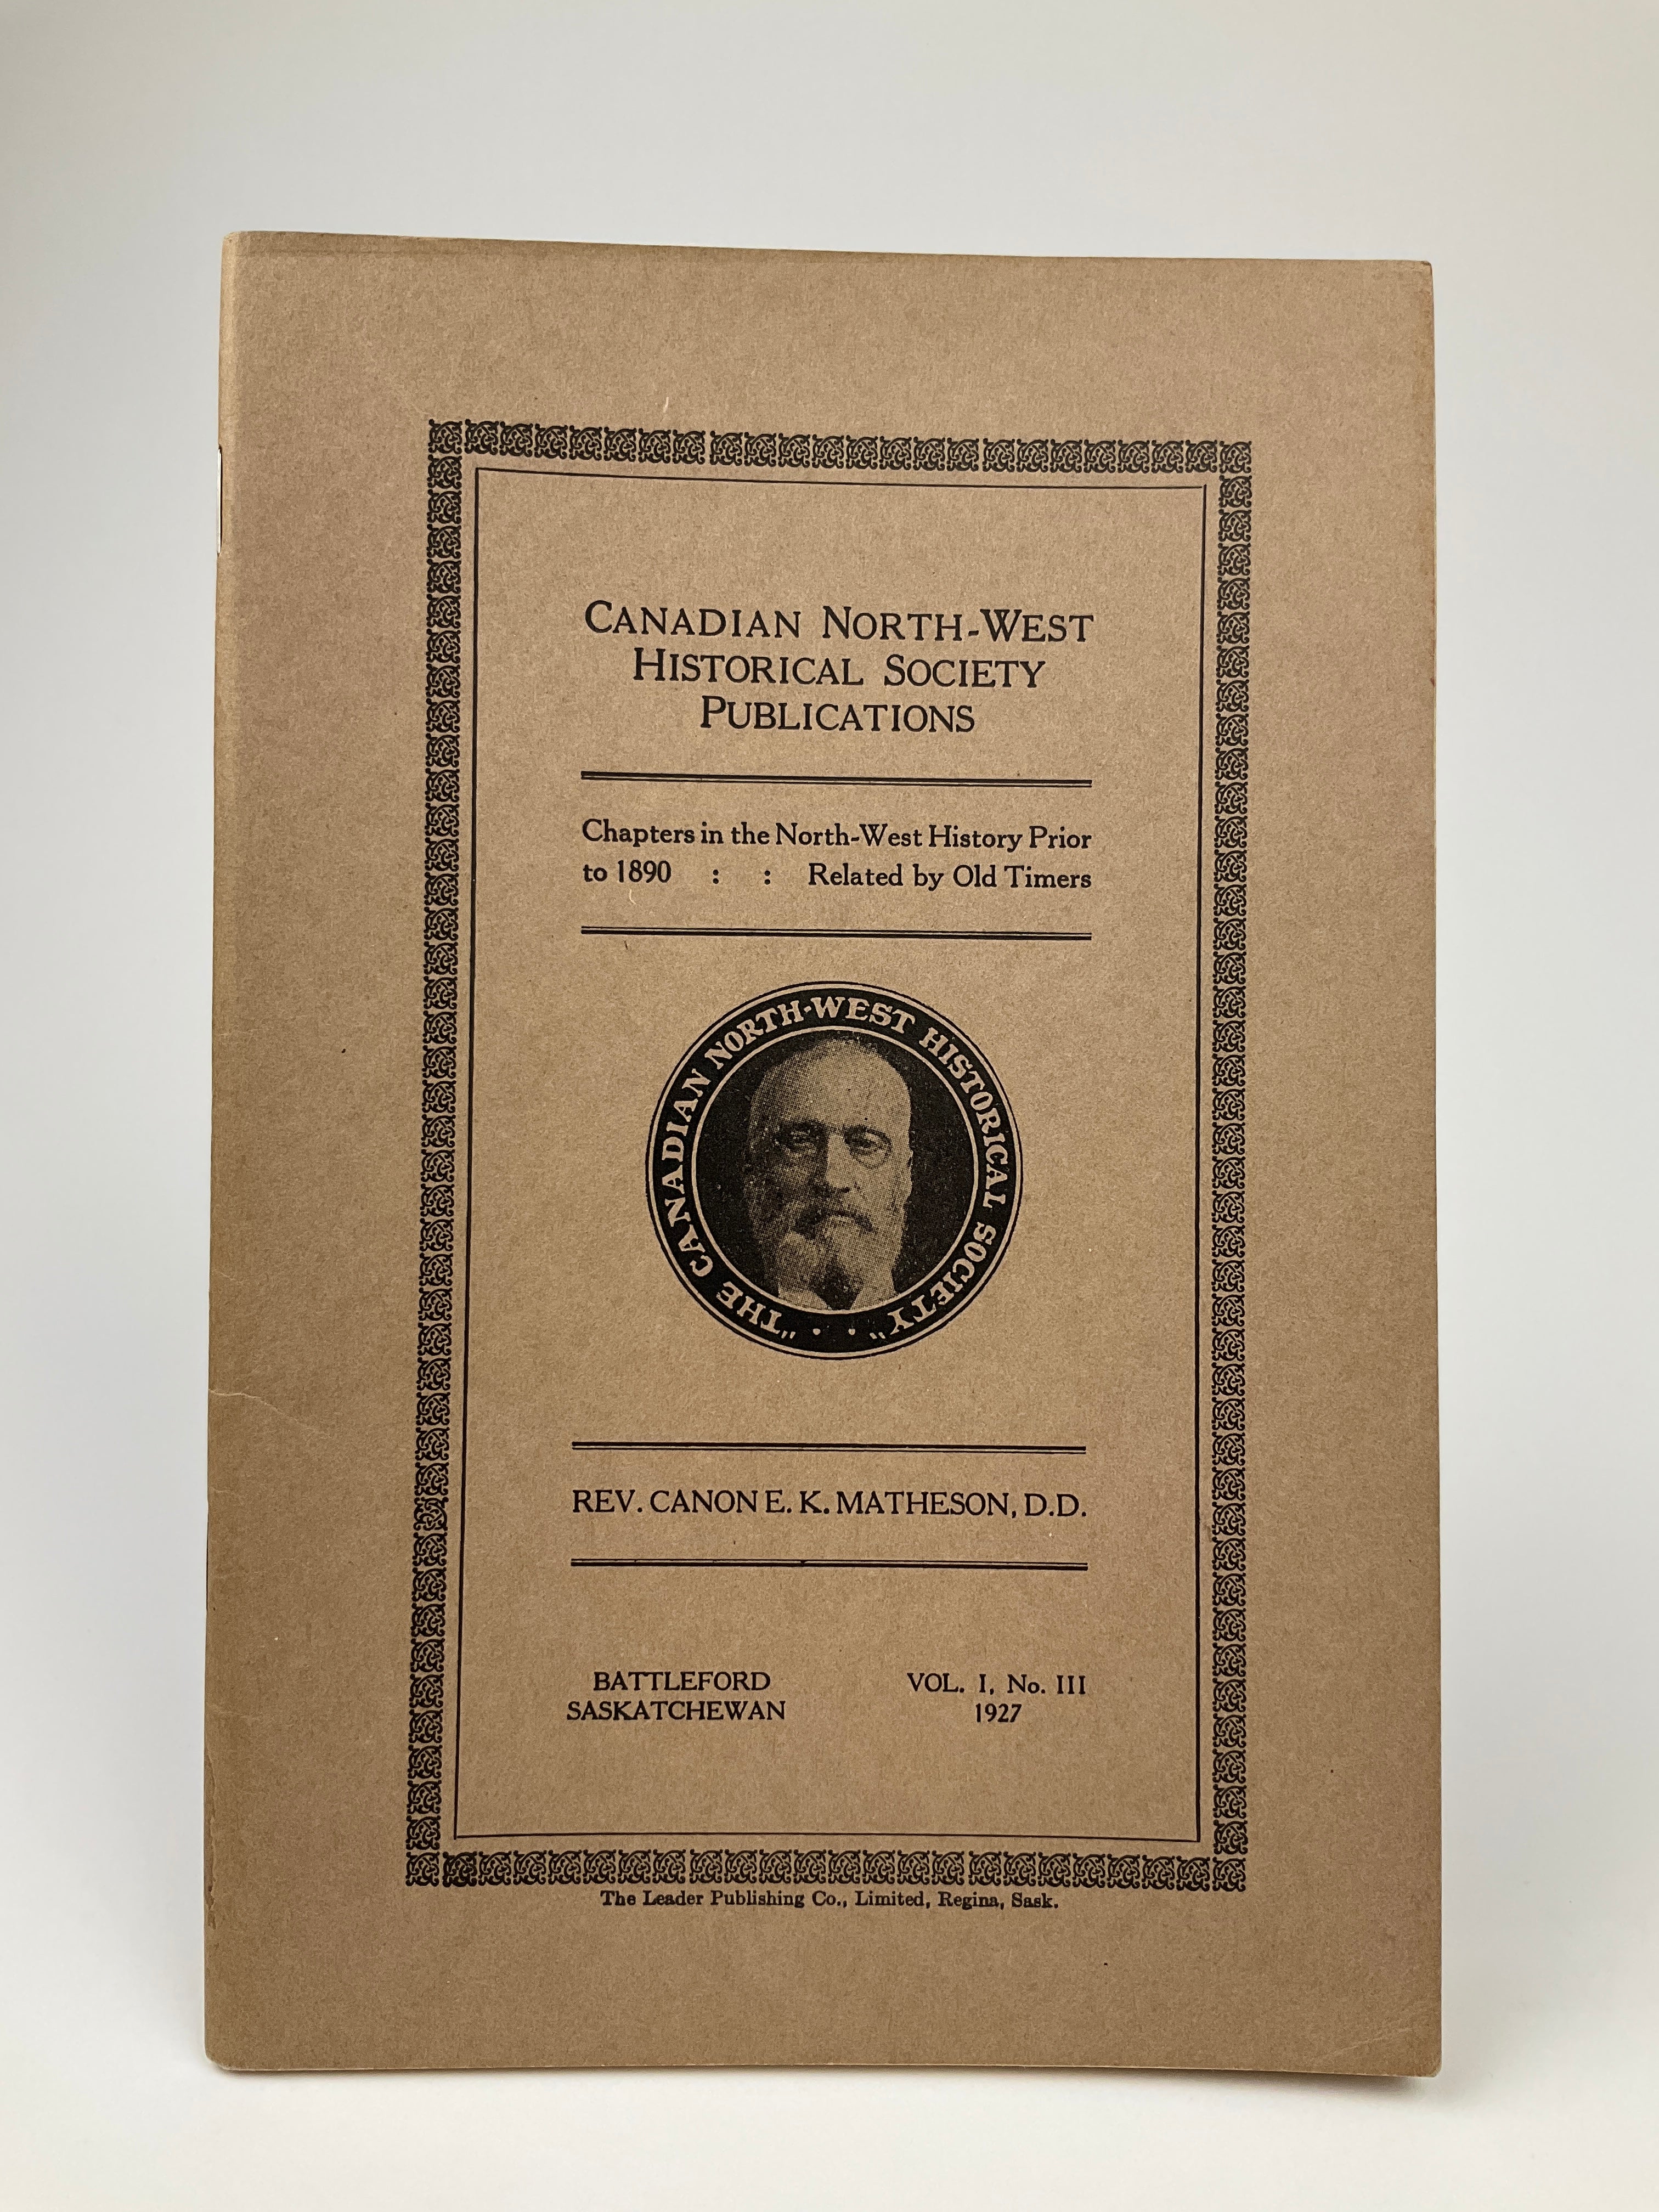 CANADIAN NORTH-WEST
HISTORICAL SOCIETY
PUBLICATIONS
Chapters in the North-West History Prior
to 1890 : : Related by Old Timers
"THE CANADIAN NORTH-WEST HISTORICAL SOCIETY" · ·
REV. CANON E. K. MATHESON, D.D.
BATTLEFORD
SASKATCHEWAN
VOL. I, No. III
1927
The Leader Publishing Co., Limited, Regina, Sask.